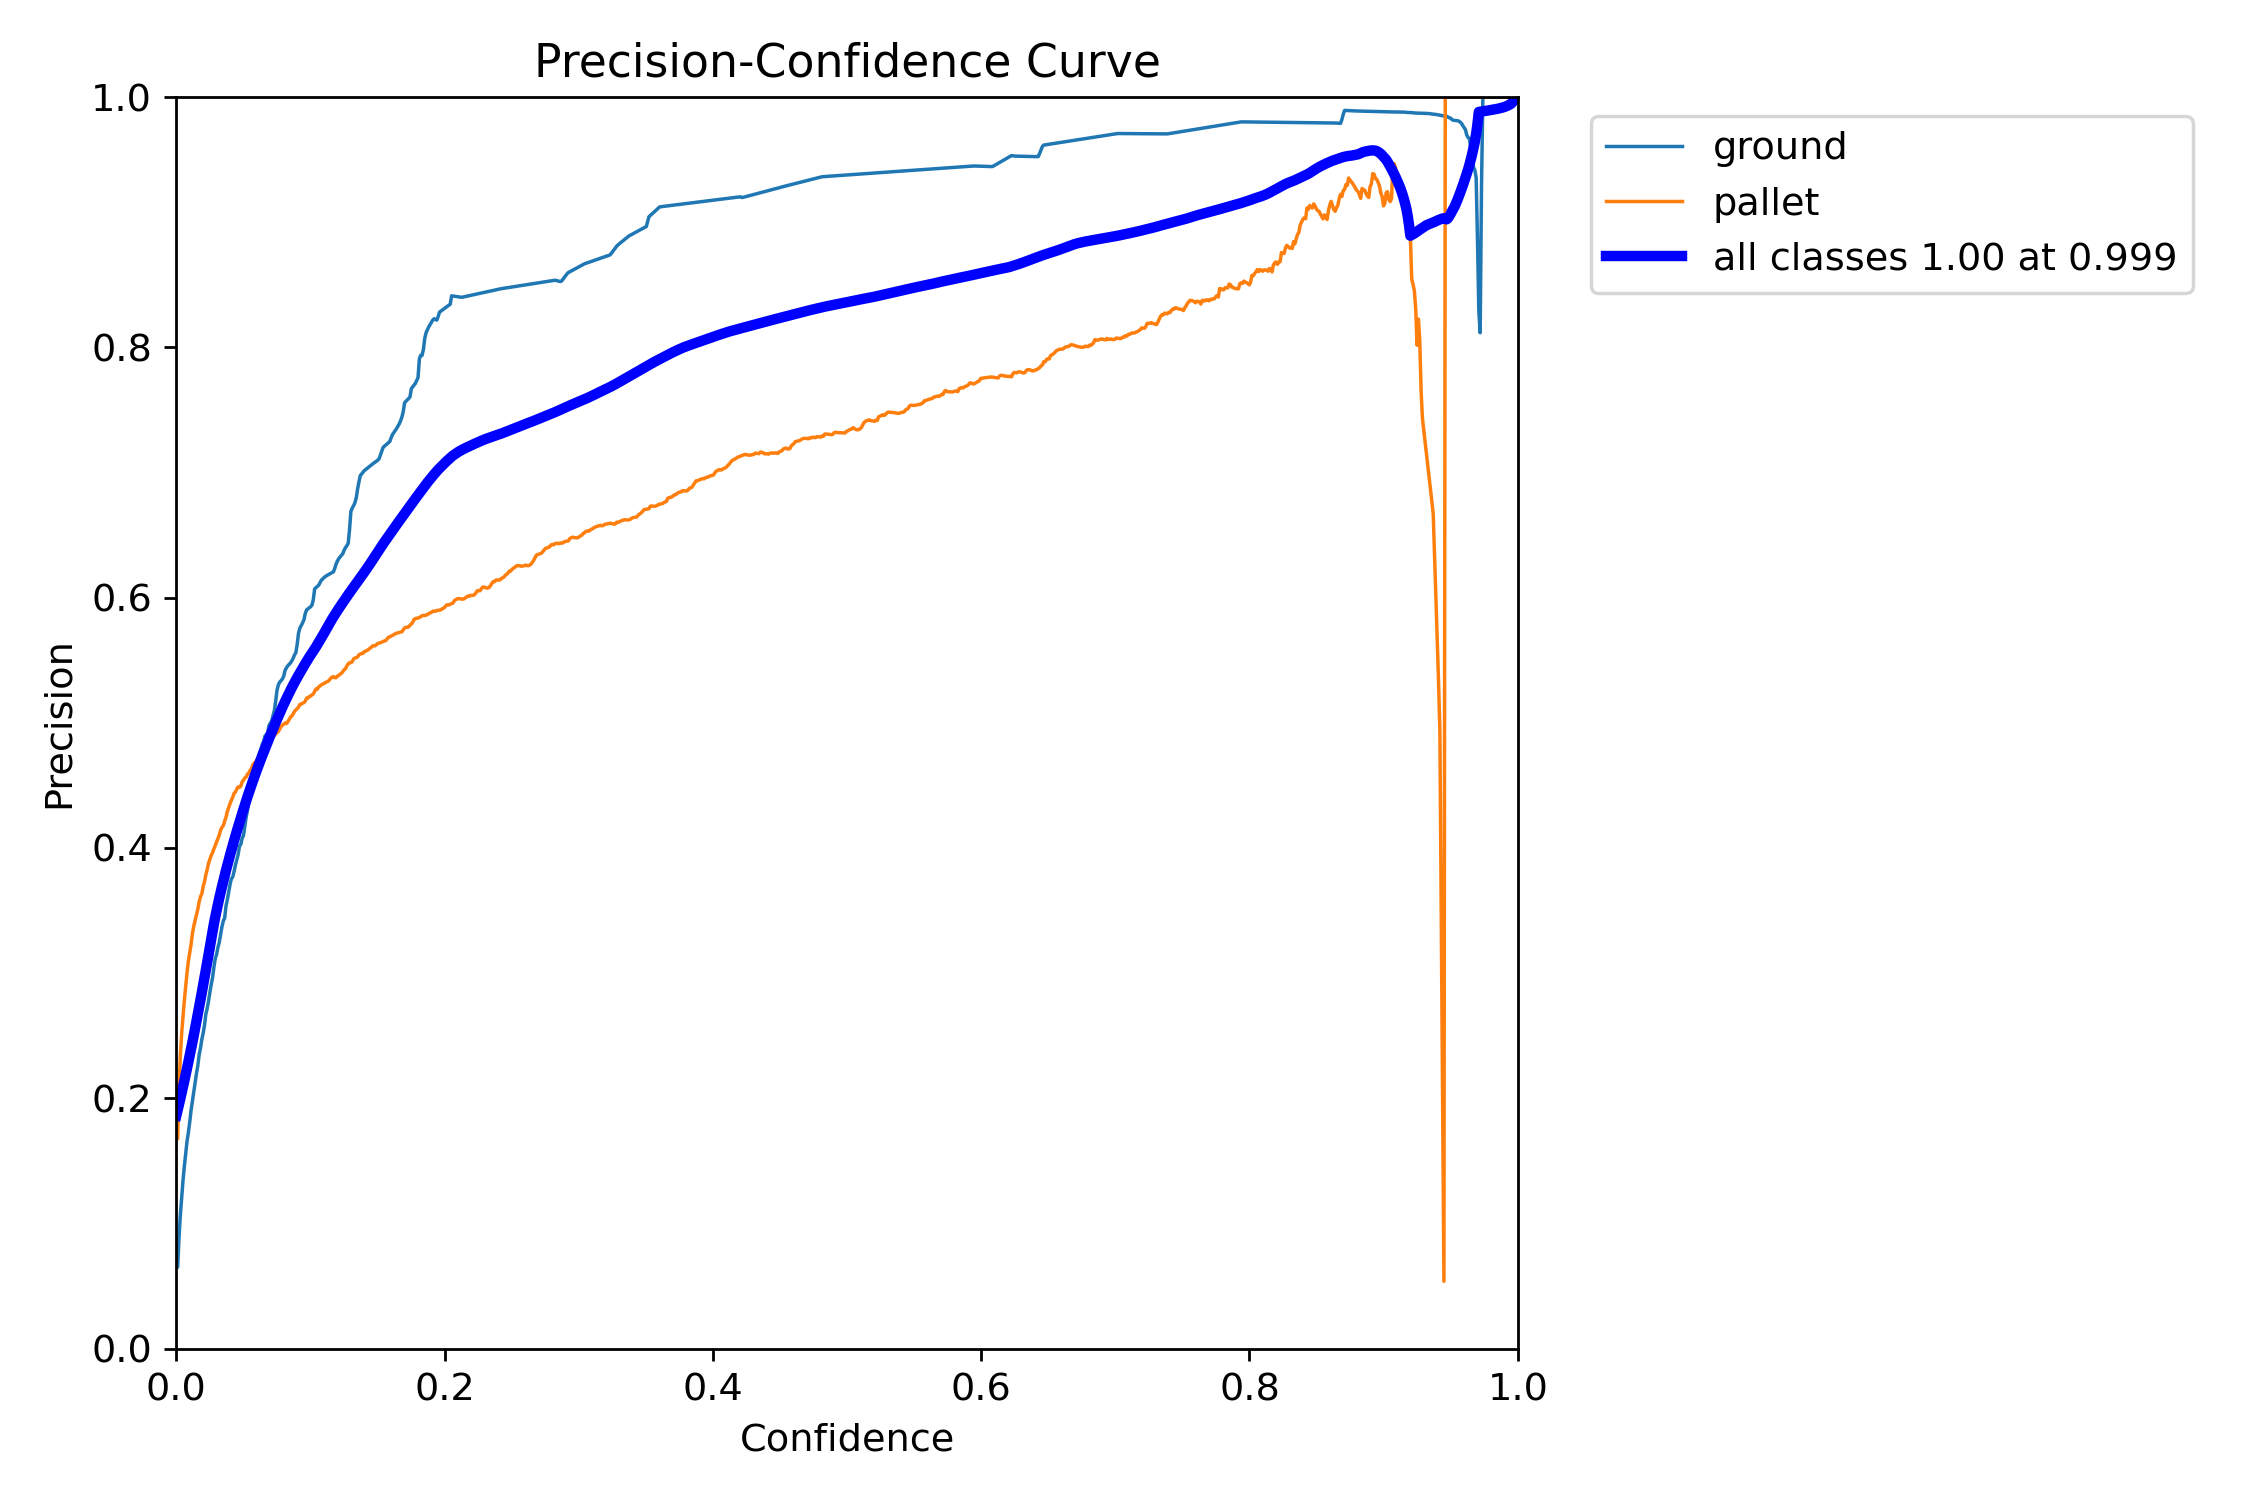 Precision-Confidence Curve
1.0
0.8
0.6
0.4
0.2
0.0
Precision
0.0 0.2 0.4 0.6 0.8 1.0
Confidence
ground
pallet
all classes 1.00 at 0.999